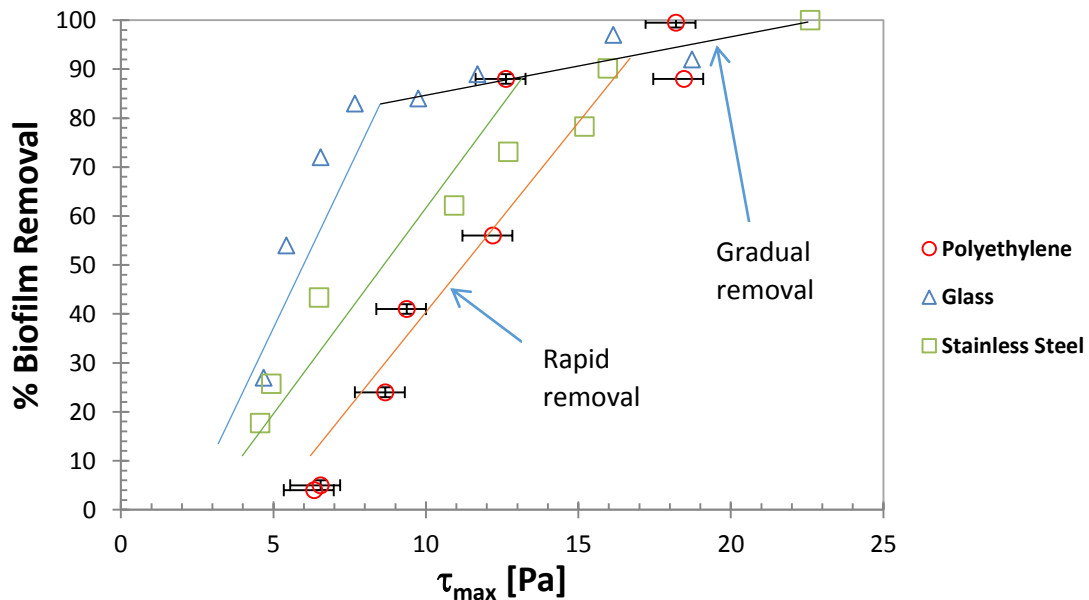 100
90
80
70
60
50
40
30
20
10
0
% Biofilm Removal
0 5 10 15 20 25
τmax [Pa]
Gradual
removal
Rapid
removal
Polyethylene
Glass
Stainless Steel